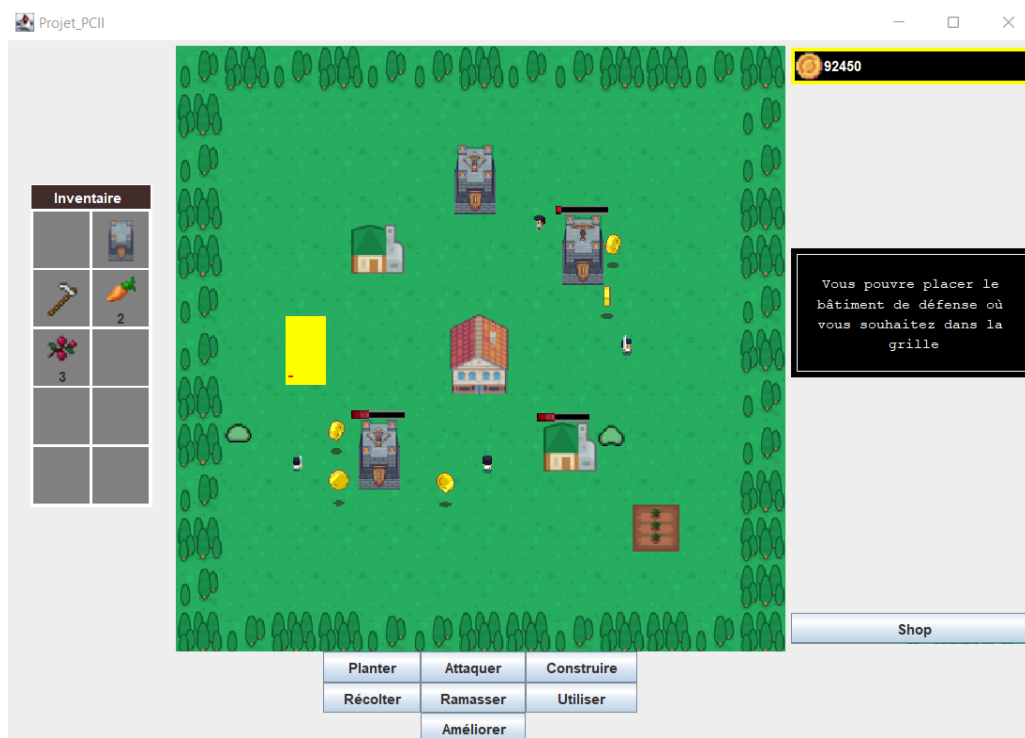 Projet_PCII
92450
Inventaire
2
3
Vous pouvre placer le
bâtiment de défense où
vous souhaitez dans la
grille
Shop
Planter
Attaquer
Construire
Récolter
Ramasser
Utiliser
Améliorer